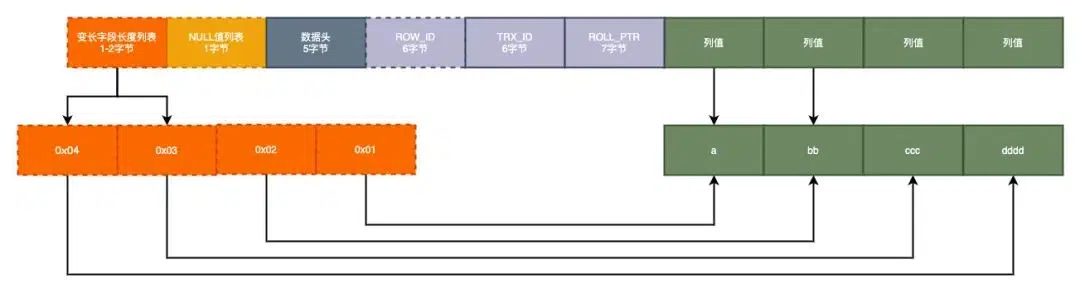 变长字段长度列表
1-2字节
NULL值列表
1字节
数据头
5字节
ROW_ID
6字节
TRX_ID
6字节
ROLL_PTR
7字节
列值
列值
列值
列值
0x04
0x03
0x02
0x01
a
bb
ccc
dddd